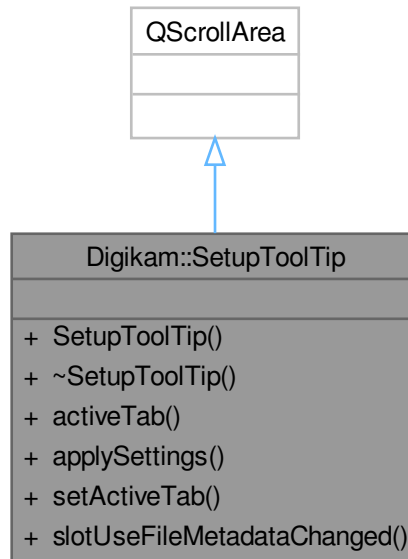 QScrollArea
Digikam::SetupToolTip
+ SetupToolTip()
+ ~SetupToolTip()
+ activeTab()
+ applySettings()
+ setActiveTab()
+ slotUseFileMetadataChanged()